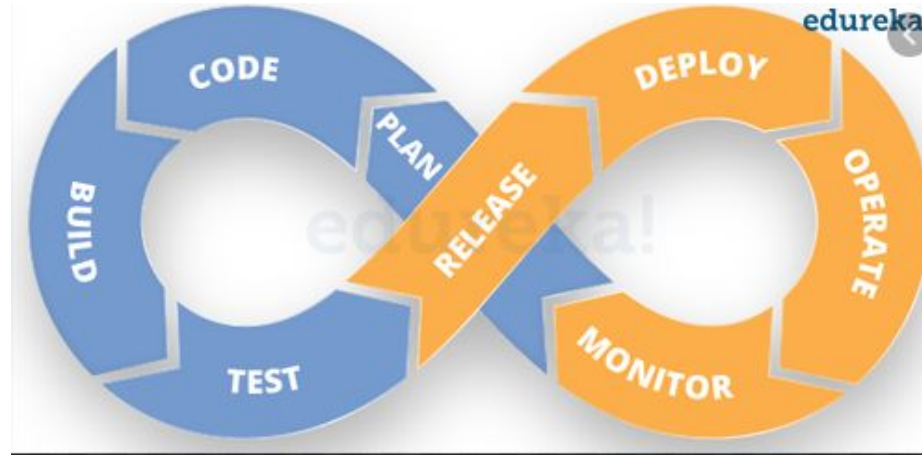 edureka!
CODE
DEPLOY
PLAN
BUILD
RELEASE
OPERATE
edureka!
TEST
MONITOR